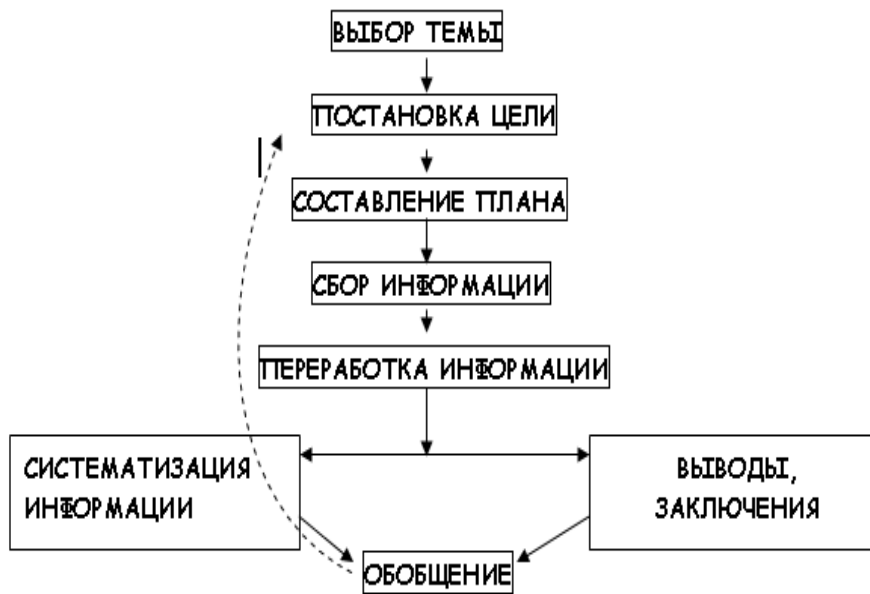 ВЫБОР ТЕМЫ
ПОСТАНОВКА ЦЕЛИ
СОСТАВЛЕНИЕ ПЛАНА
СБОР ИНФОРМАЦИИ
ПЕРЕРАБОТКА ИНФОРМАЦИИ
СИСТЕМАТИЗАЦИЯ
ИНФОРМАЦИИ
ВЫВОДЫ,
ЗАКЛЮЧЕНИЯ
ОБОБЩЕНИЕ